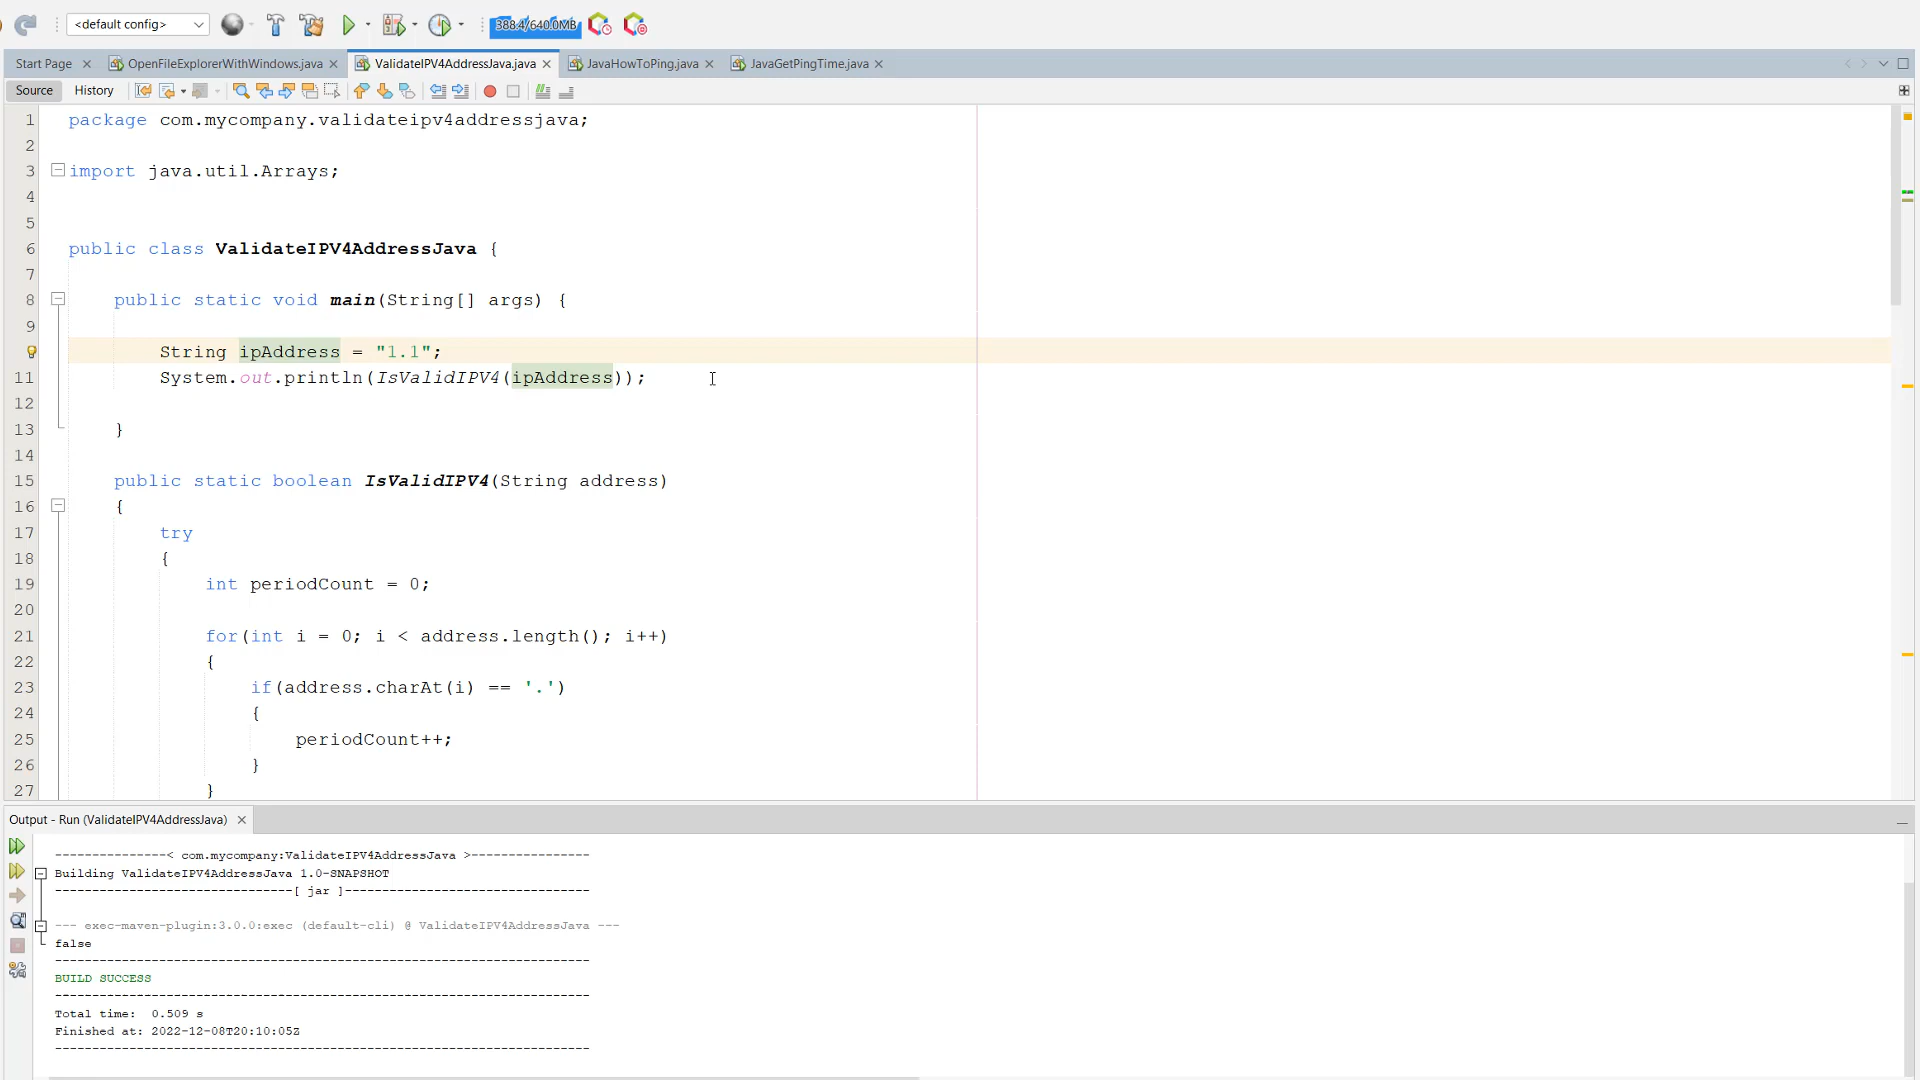 <default config>
388.4/640.0MB
Start Page
OpenFileExplorerWithWindows.java
ValidateIPV4AddressJava.java
JavaHowToPing.java
JavaGetPingTime.java
Source
History
1 package com.mycompany.validateipv4addressjava;
2
3 import java.util.Arrays;
4
5
6 public class ValidateIPV4AddressJava {
7
8 public static void main(String[] args) {
9
String ipAddress = "1.1";
11 System.out.println(IsValidIPV4(ipAddress));
12
13 }
14
15 public static boolean IsValidIPV4(String address)
16 {
17 try
18 {
19 int periodCount = 0;
20
21 for(int i = 0; i < address.length(); i++)
22 {
23 if(address.charAt(i) == '.')
24 {
25 periodCount++;
26 }
27 }
Output - Run (ValidateIPV4AddressJava)
---------------< com.mycompany:ValidateIPV4AddressJava >----------------
Building ValidateIPV4AddressJava 1.0-SNAPSHOT
--------------------------------[ jar ]---------------------------------
--- exec-maven-plugin:3.0.0:exec (default-cli) @ ValidateIPV4AddressJava ---
false
------------------------------------------------------------------------
BUILD SUCCESS
------------------------------------------------------------------------
Total time: 0.509 s
Finished at: 2022-12-08T20:10:05Z
------------------------------------------------------------------------